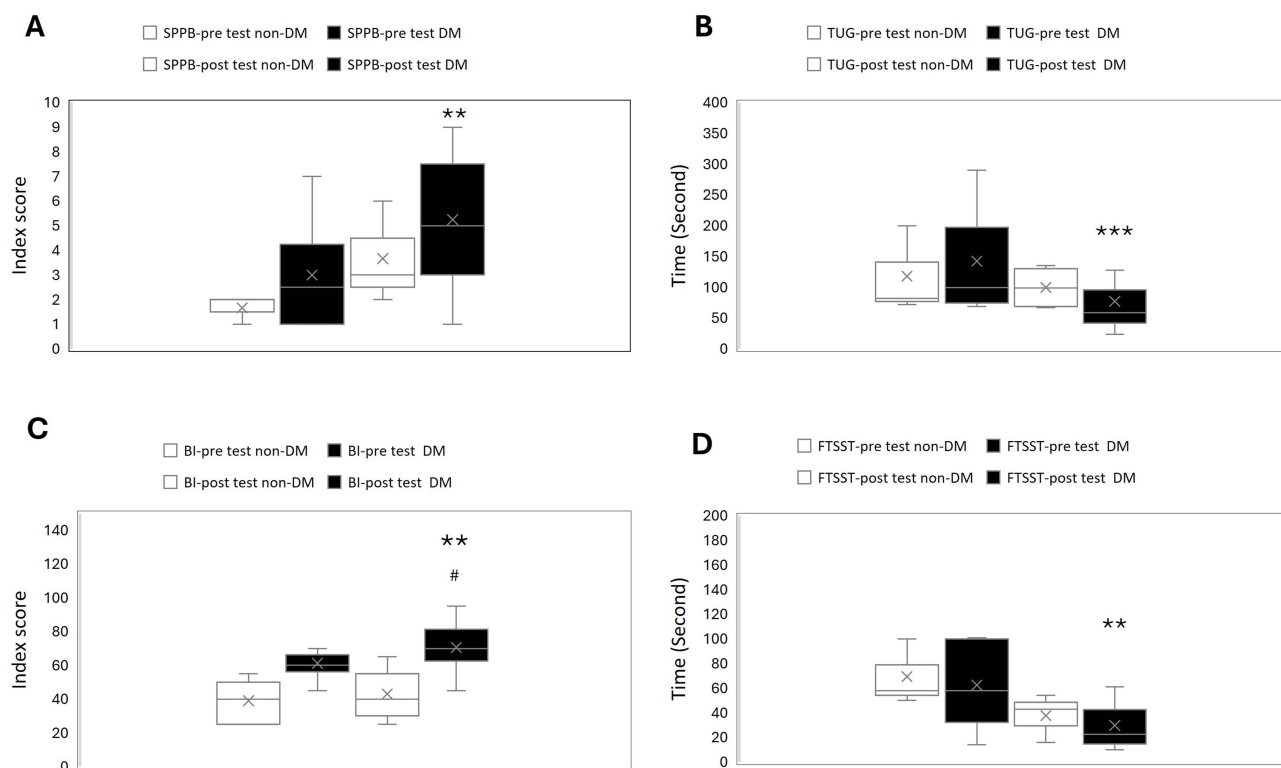 A
SPPB-pre test non-DM SPPB-pre test DM
SPPB-post test non-DM SPPB-post test DM
Index score
10
9
8
7
6
5
4
3
2
1
0
**
B
TUG-pre test non-DM TUG-pre test DM
TUG-post test non-DM TUG-post test DM
Time (Second)
400
350
300
250
200
150
100
50
0
***
C
BI-pre test non-DM BI-pre test DM
BI-post test non-DM BI-post test DM
Index score
140
120
100
80
60
40
20
0
**
#
D
FTSST-pre test non-DM FTSST-pre test DM
FTSST-post test non-DM FTSST-post test DM
Time (Second)
200
180
160
140
120
100
80
60
40
20
0
**